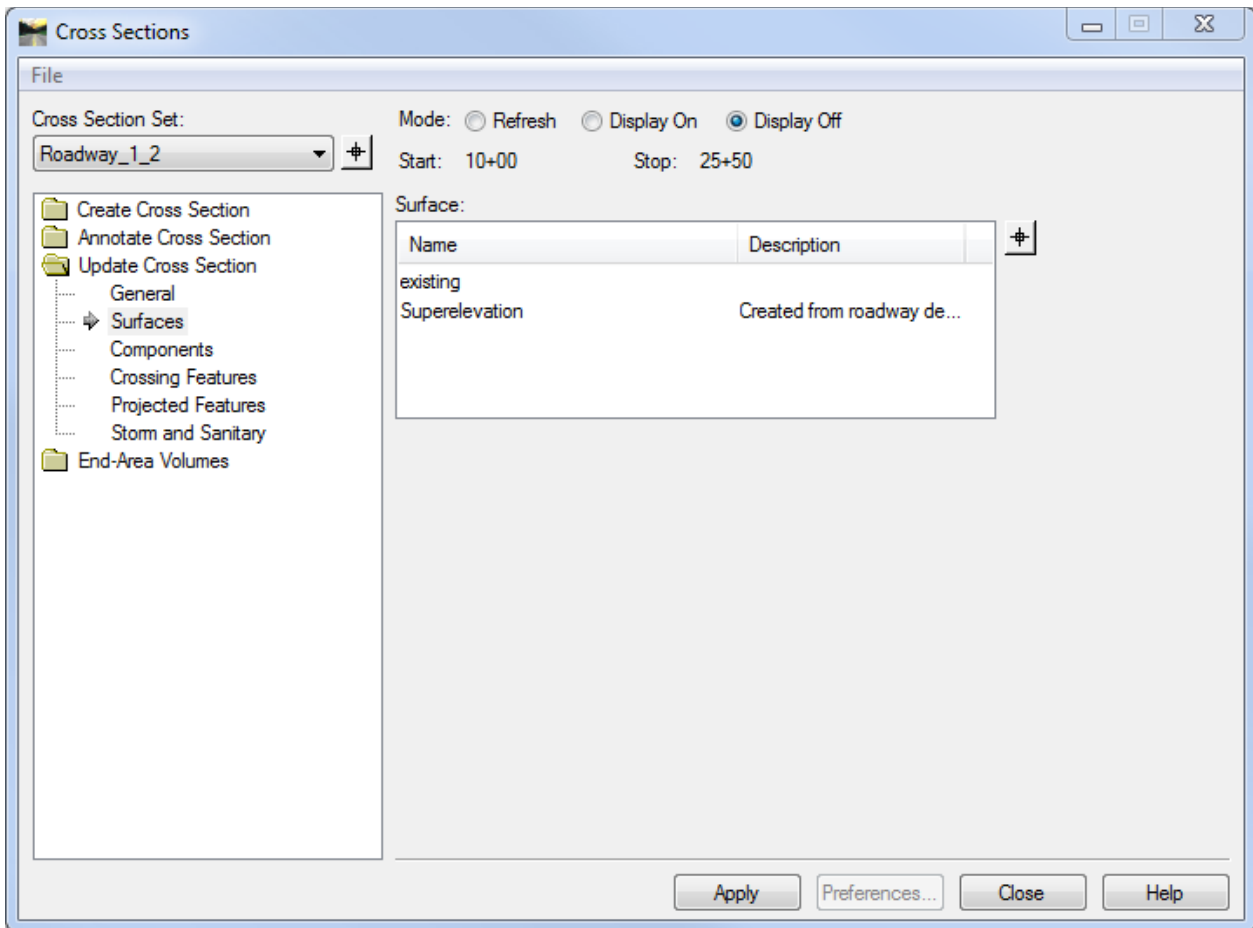 Cross Sections
File
Cross Section Set:
Roadway_1_2
Mode: Refresh Display On Display Off
Start: 10+00 Stop: 25+50
Create Cross Section
Annotate Cross Section
Update Cross Section
General
Surfaces
Components
Crossing Features
Projected Features
Storm and Sanitary
End-Area Volumes
Surface:
Name Description
existing
Superelevation Created from roadway de...
Apply Preferences... Close Help